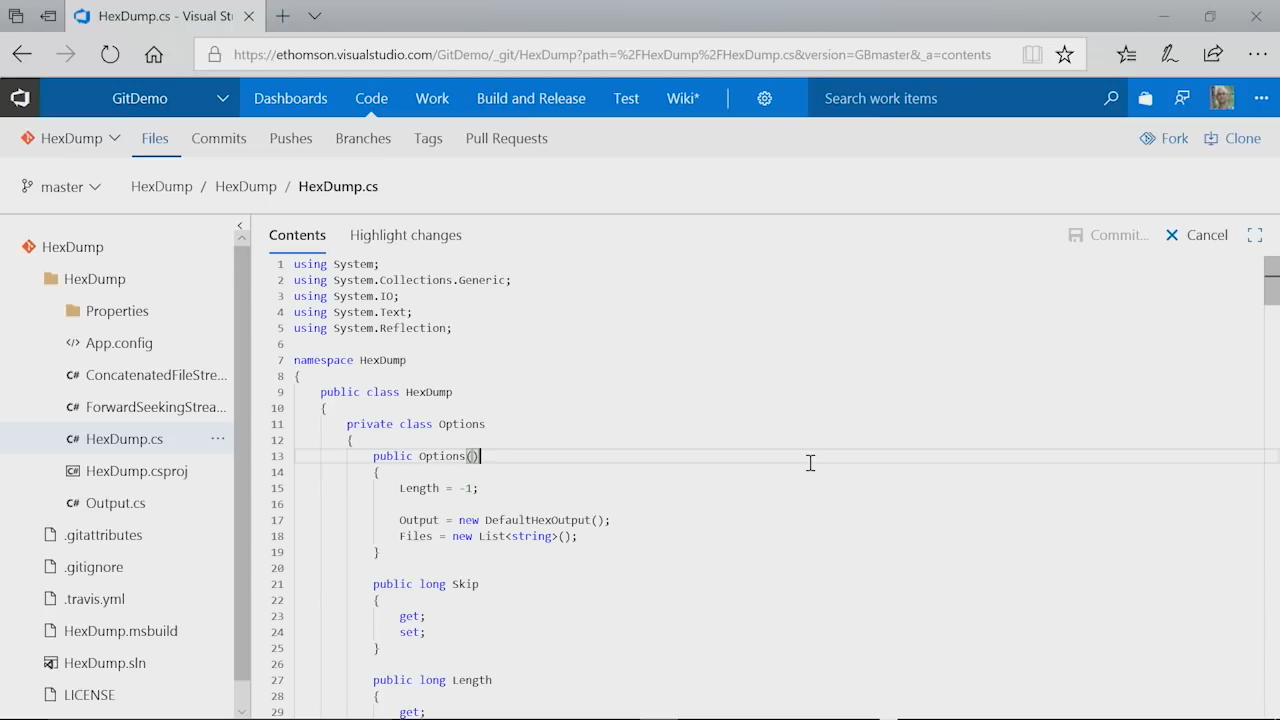 HexDump.cs - Visual St
https://ethomson.visualstudio.com/GitDemo/_git/HexDump?path=%2FHexDump%2FHexDump.cs&version=GBmaster&_a=contents
GitDemo Dashboards Code Work Build and Release Test Wiki* Search work items
HexDump Files Commits Pushes Branches Tags Pull Requests Fork Clone
master HexDump / HexDump / HexDump.cs
Contents Highlight changes Commit... Cancel
HexDump
HexDump
Properties
App.config
ConcatenatedFileStre...
ForwardSeekingStrea...
HexDump.cs ...
HexDump.csproj
Output.cs
.gitattributes
.gitignore
.travis.yml
HexDump.msbuild
HexDump.sln
LICENSE
1 using System;
2 using System.Collections.Generic;
3 using System.IO;
4 using System.Text;
5 using System.Reflection;
6
7 namespace HexDump
8 {
9 public class HexDump
10 {
11 private class Options
12 {
13 public Options()
14 {
15 Length = -1;
16
17 Output = new DefaultHexOutput();
18 Files = new List<string>();
19 }
20
21 public long Skip
22 {
23 get;
24 set;
25 }
26
27 public long Length
28 {
29 get;